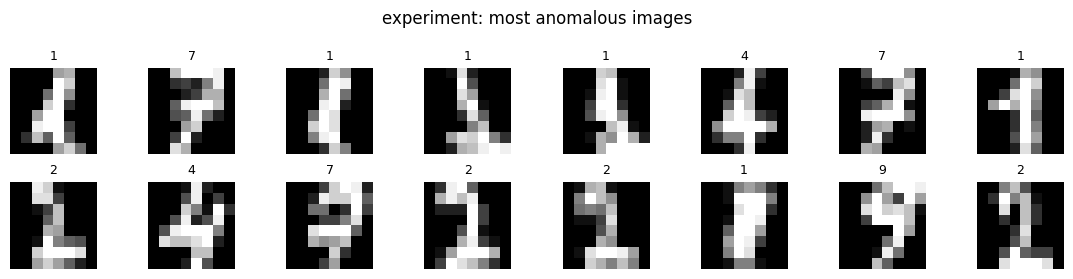 experiment: most anomalous images
1 7 1 1 1 4 7 1
2 4 7 2 2 1 9 2